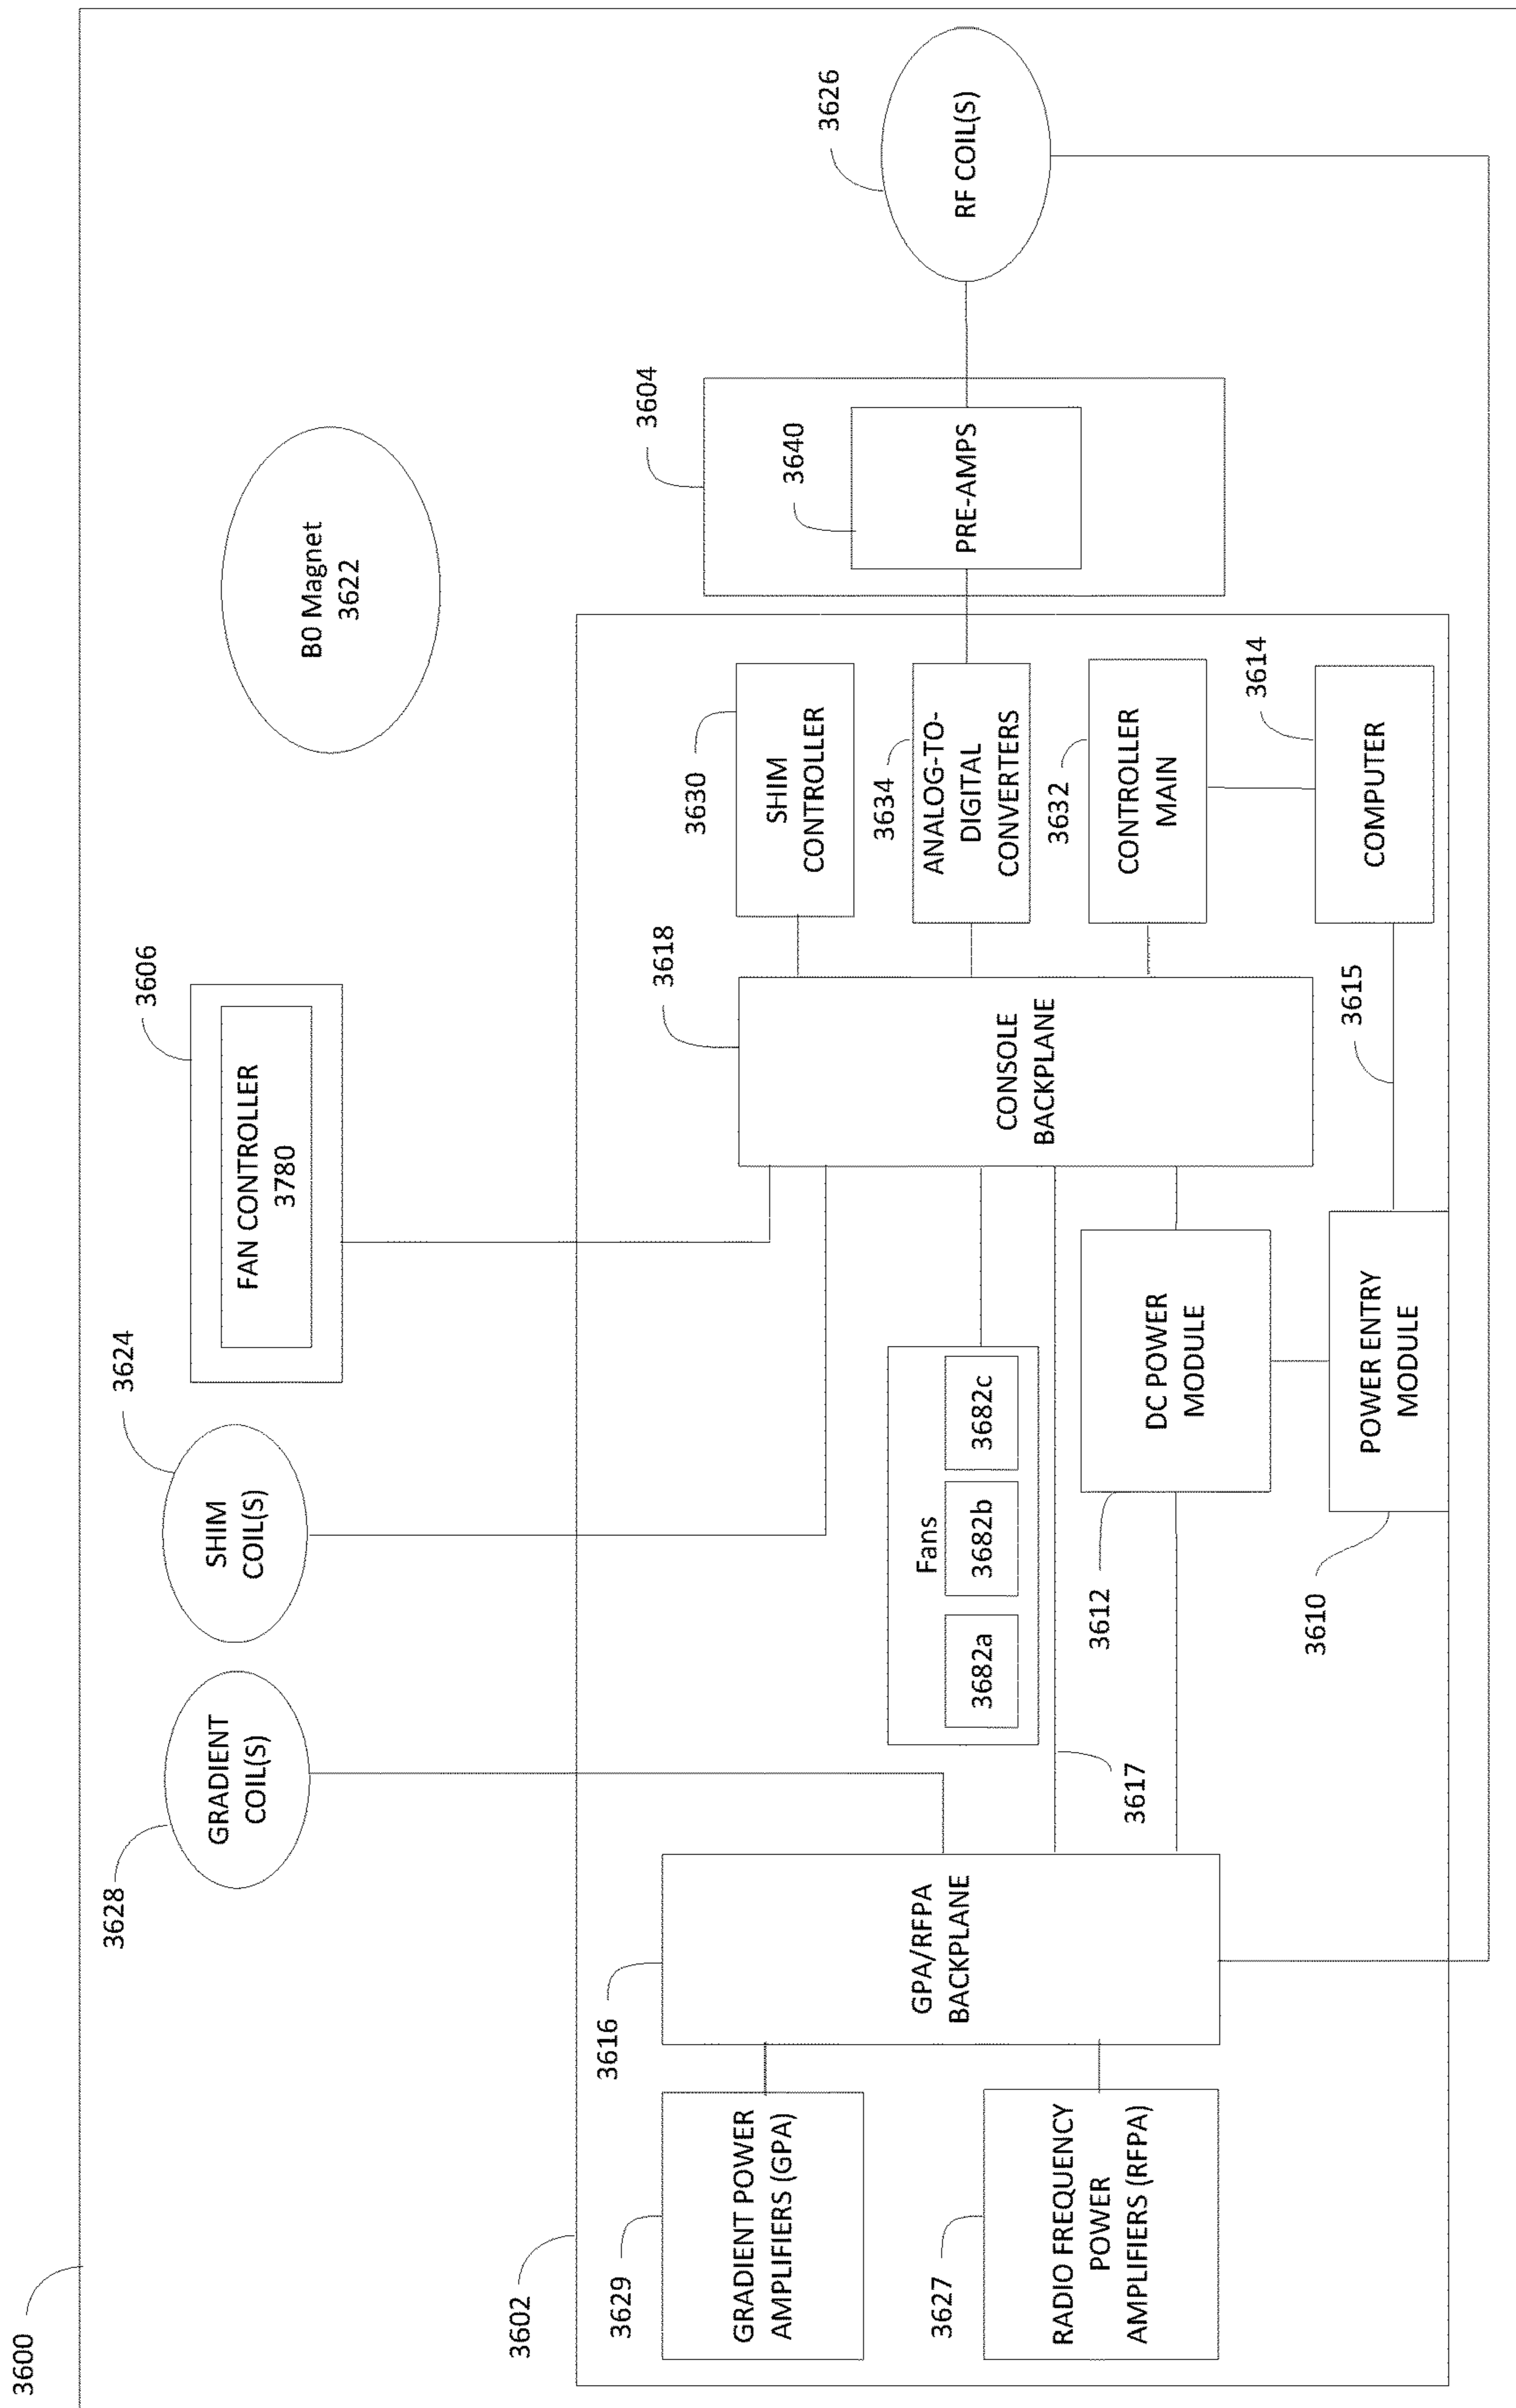 3600
3628
GRADIENT
COIL(S)
3624
SHIM
COIL(S)
3606
FAN CONTROLLER
3780
B0 Magnet
3622
3602
3629
GRADIENT POWER
AMPLIFIERS (GPA)
3627
RADIO FREQUENCY
POWER
AMPLIFIERS (RFPA)
3616
GPA/RFPA
BACKPLANE
3617
Fans
3682a
3682b
3682c
3612
DC POWER
MODULE
3610
POWER ENTRY
MODULE
3618
CONSOLE
BACKPLANE
3615
3630
SHIM
CONTROLLER
3634
ANALOG-TO-
DIGITAL
CONVERTERS
3632
CONTROLLER
MAIN
3614
COMPUTER
3604
3640
PRE-AMPS
3626
RF COIL(S)